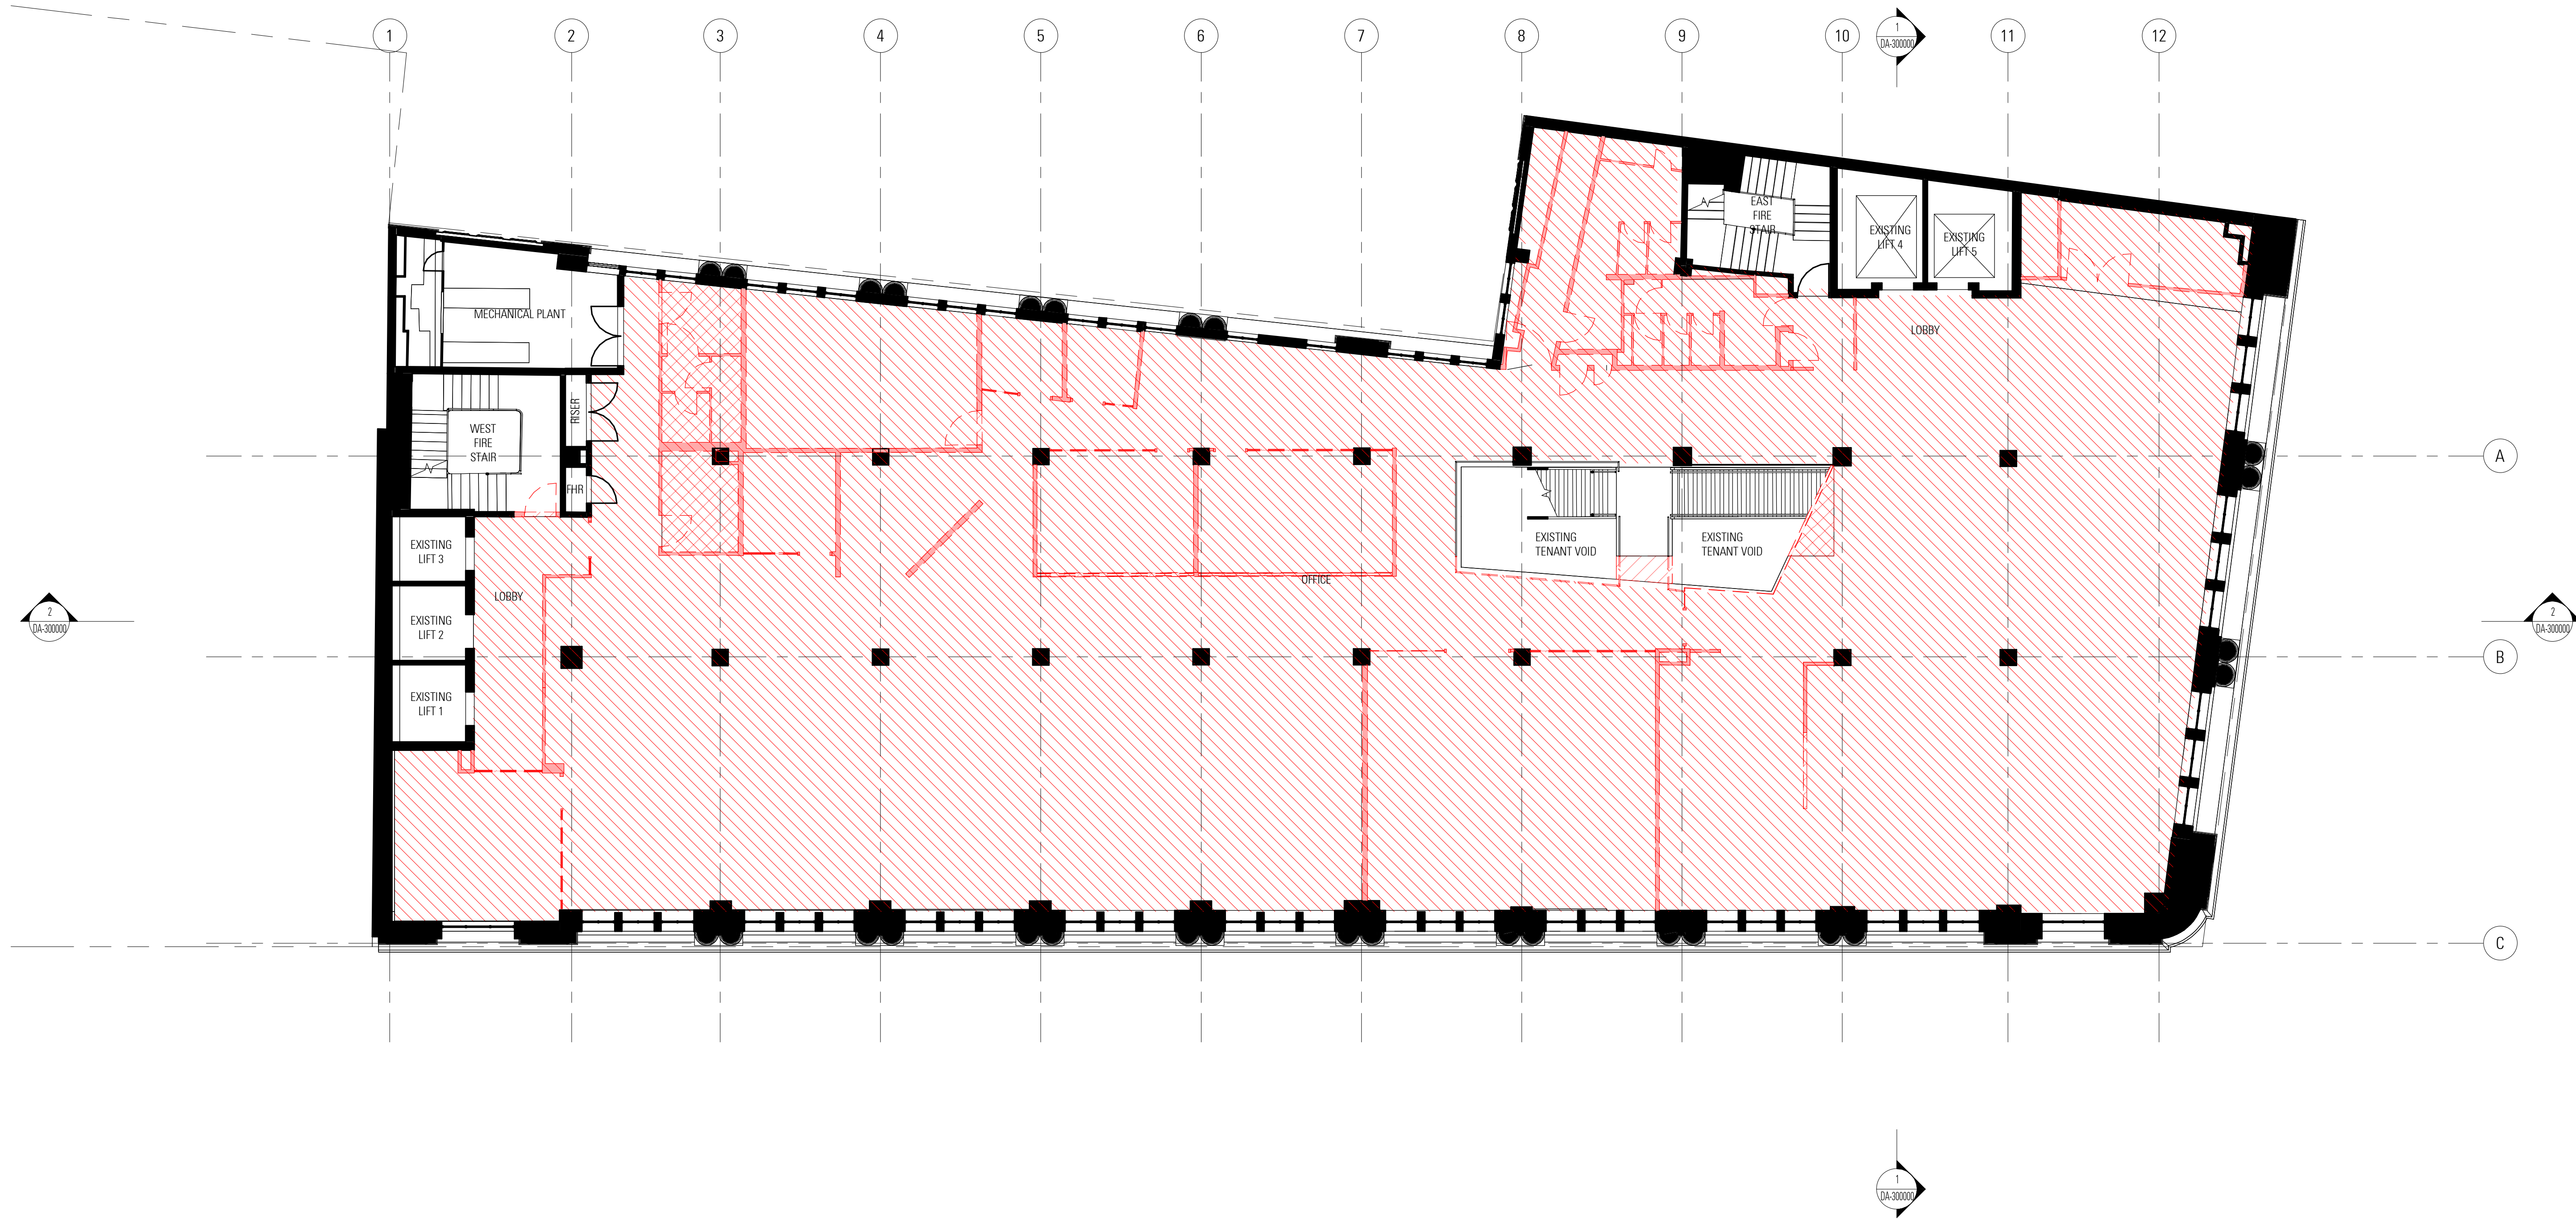 1
2
3
4
5
6
7
8
9
10
11
12
1
DA-300000
EAST
FIRE
STAIR
EXISTING
LIFT 4
EXISTING
LIFT 5
MECHANICAL PLANT
LOBBY
RISER
WEST
FIRE
STAIR
A
FHR
EXISTING
LIFT 3
EXISTING
TENANT VOID
EXISTING
TENANT VOID
OFFICE
LOBBY
2
DA-300000
2
DA-300000
EXISTING
LIFT 2
B
EXISTING
LIFT 1
C
1
DA-300000